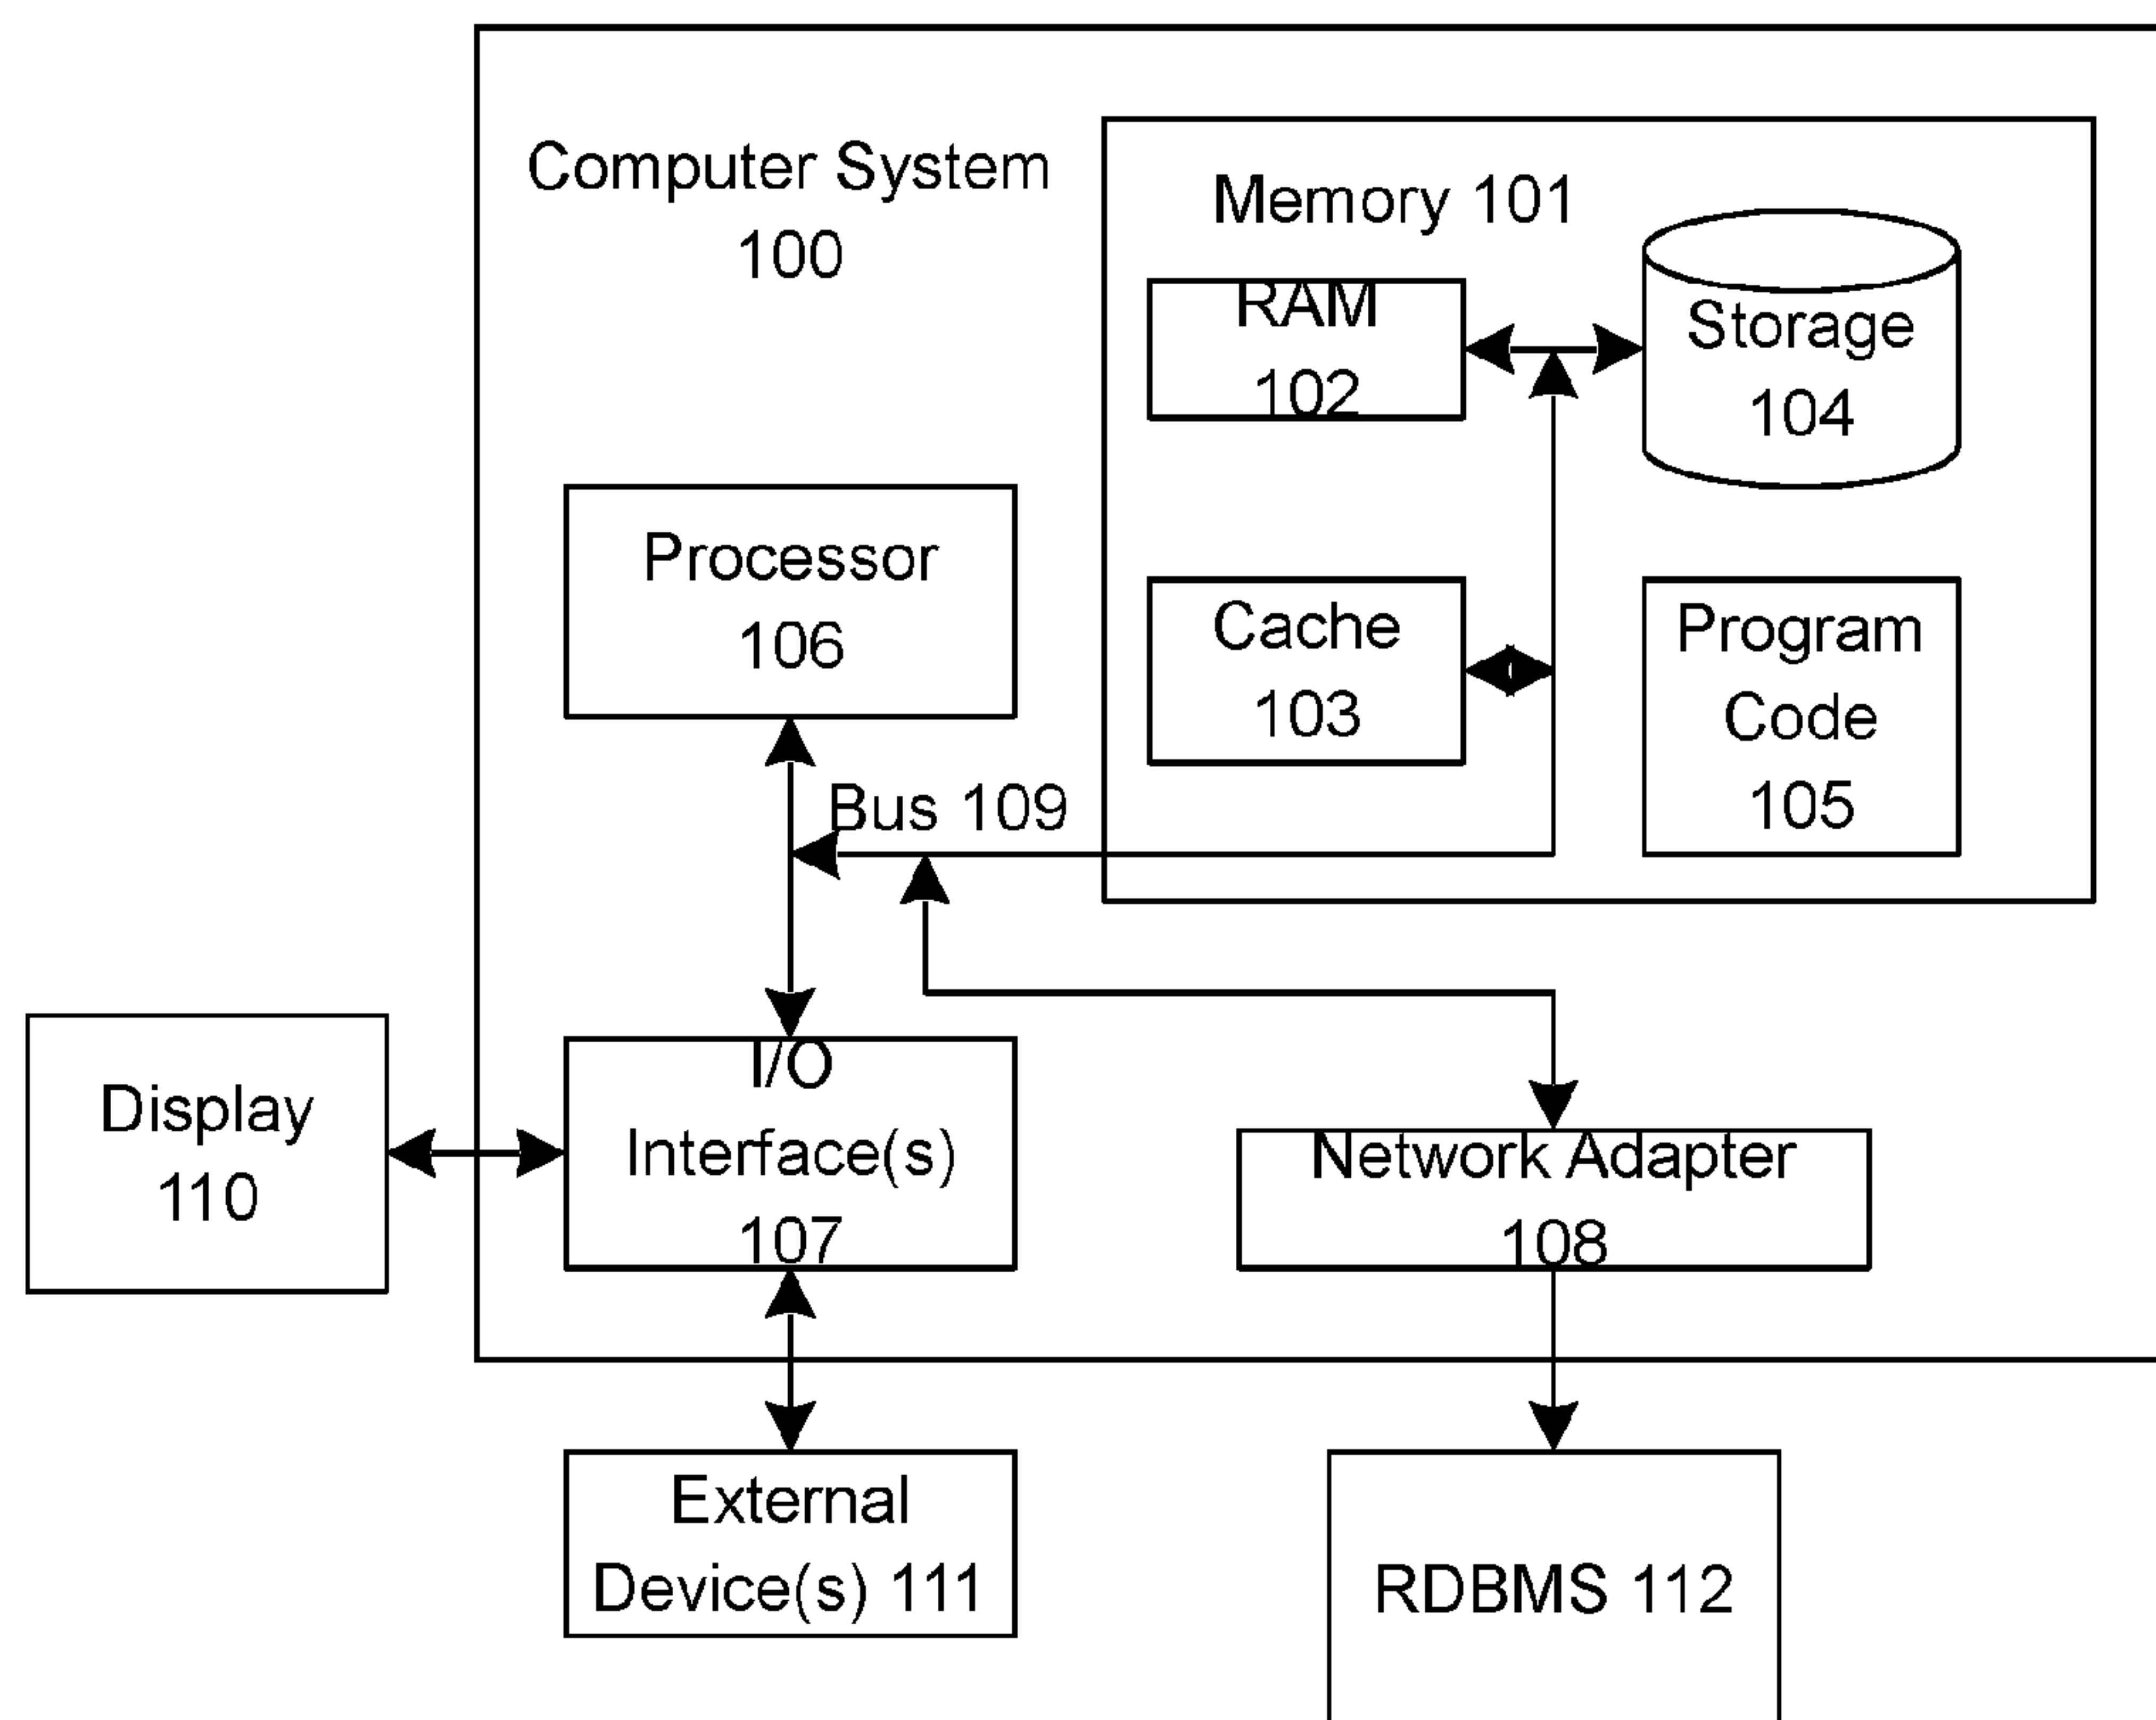 Computer System
100
Memory 101
RAM
102
Storage
104
Processor
106
Cache
103
Program
Code
105
Bus 109
Display
110
I/O
Interface(s)
107
Network Adapter
108
External
Device(s) 111
RDBMS 112